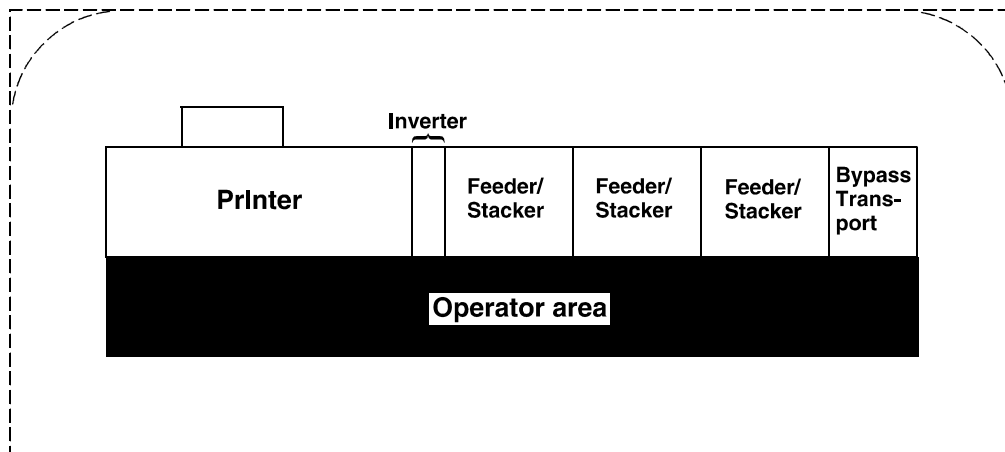 Inverter
PrInter
Feeder/
Stacker
Feeder/
Stacker
Feeder/
Stacker
Bypass
Trans-
port
Operator area